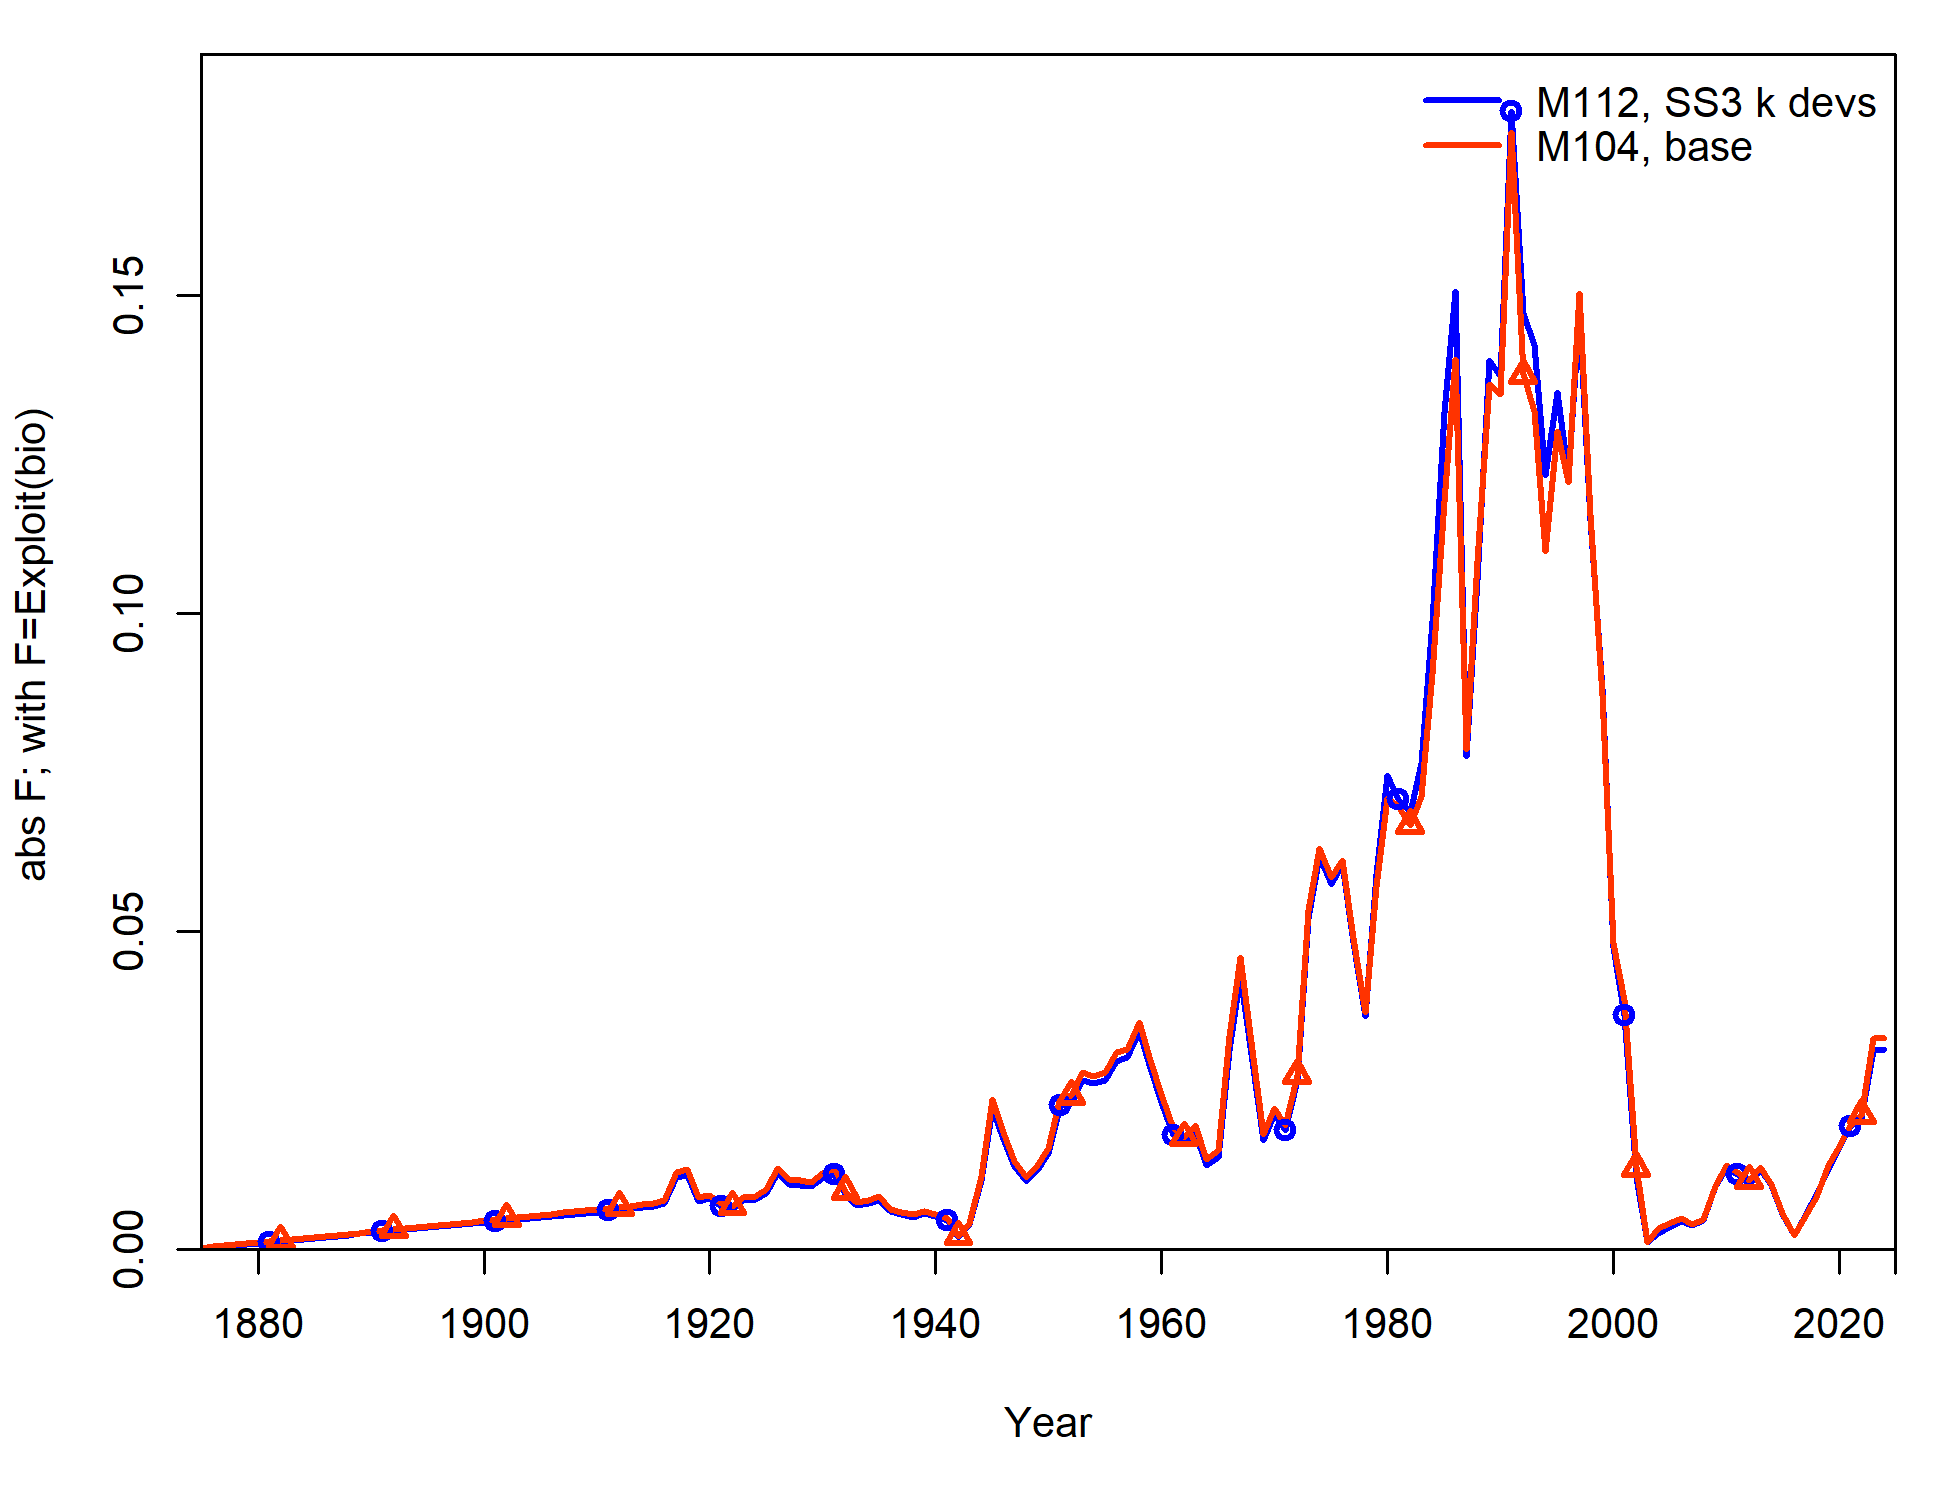 M112, SS3 k devs
M104, base
abs F; with F=Exploit(bio)
0.15
0.10
0.05
0.00
1880 1900 1920 1940 1960 1980 2000 2020
Year